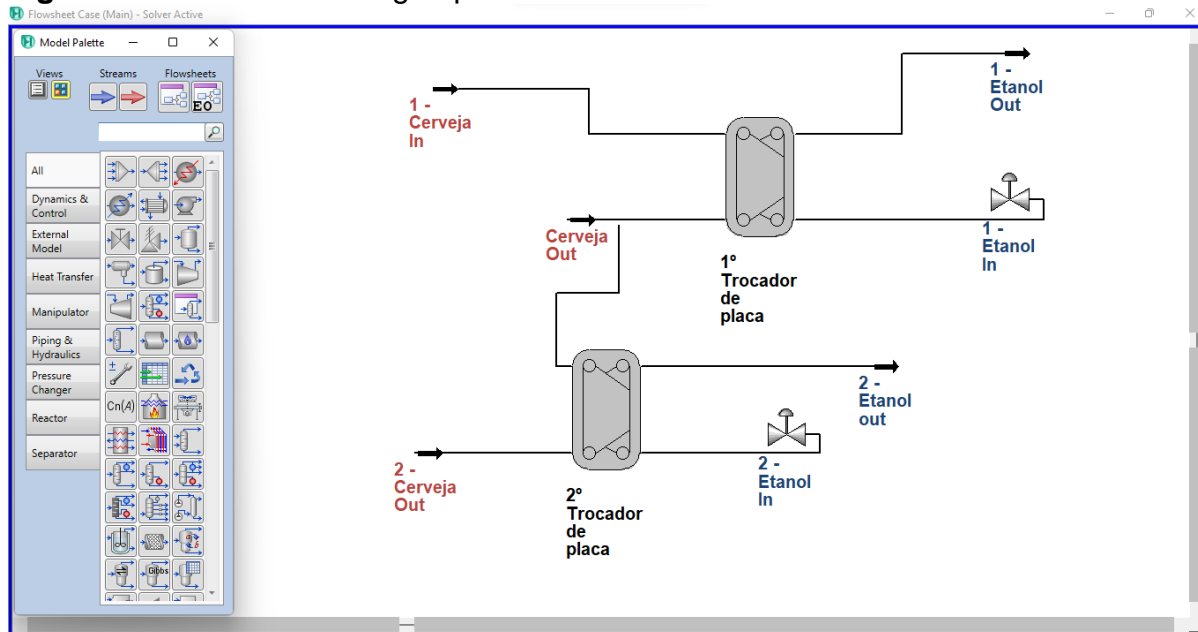 Flowsheet Case (Main) - Solver Active
Model Palette
Views
Streams
Flowsheets
EO
All
Dynamics &
Control
External
Model
Heat Transfer
Manipulator
Piping &
Hydraulics
Pressure
Changer
Reactor
Separator
Cn(A)
Gibbs
1 -
Cerveja
In
1 -
Etanol
Out
Cerveja
Out
1 -
Etanol
In
1º
Trocador
de
placa
2 -
Etanol
out
2 -
Cerveja
Out
2 -
Etanol
In
2º
Trocador
de
placa